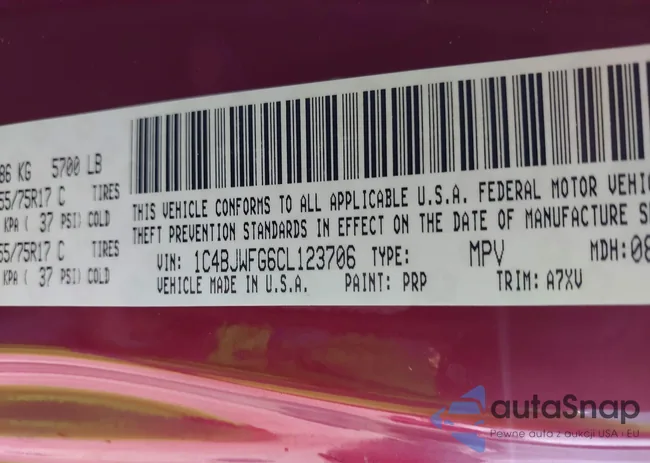 86 KG 5700 LB
55/75R17 C TIRES
KPA ( 37 PSI) COLD
55/75R17 C TIRES
KPA ( 37 PSI) COLD
THIS VEHICLE CONFORMS TO ALL APPLICABLE U.S.A. FEDERAL MOTOR VEHIC
THEFT PREVENTION STANDARDS IN EFFECT ON THE DATE OF MANUFACTURE S
VIN: 1C4BJWFG6CL123706 TYPE: MPV MDH: 08
VEHICLE MADE IN U.S.A. PAINT: PRP TRIM: A7XV
autaSnap
Pewne auta z aukcji USA i EU